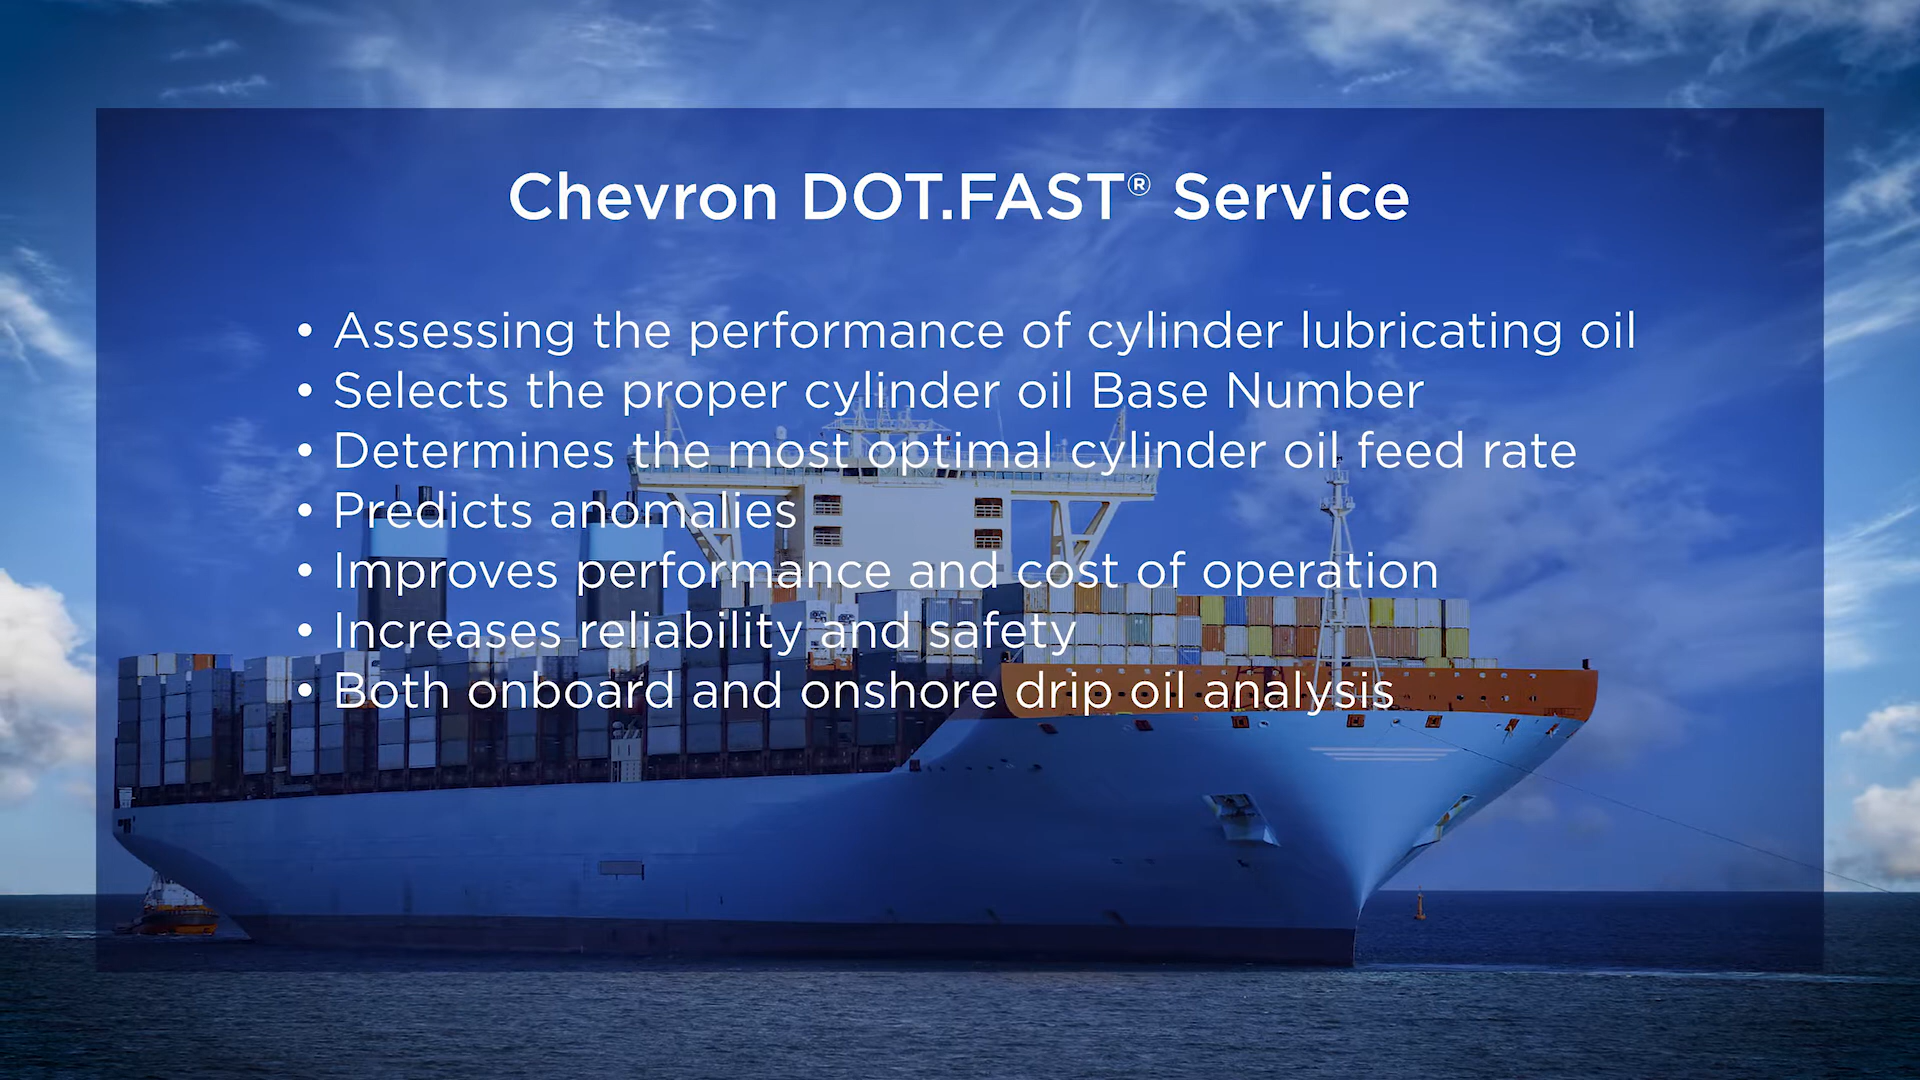 Chevron DOT.FAST® Service
• Assessing the performance of cylinder lubricating oil
• Selects the proper cylinder oil Base Number
• Determines the most optimal cylinder oil feed rate
• Predicts anomalies
• Improves performance and cost of operation
• Increases reliability and safety
• Both onboard and onshore drip oil analysis